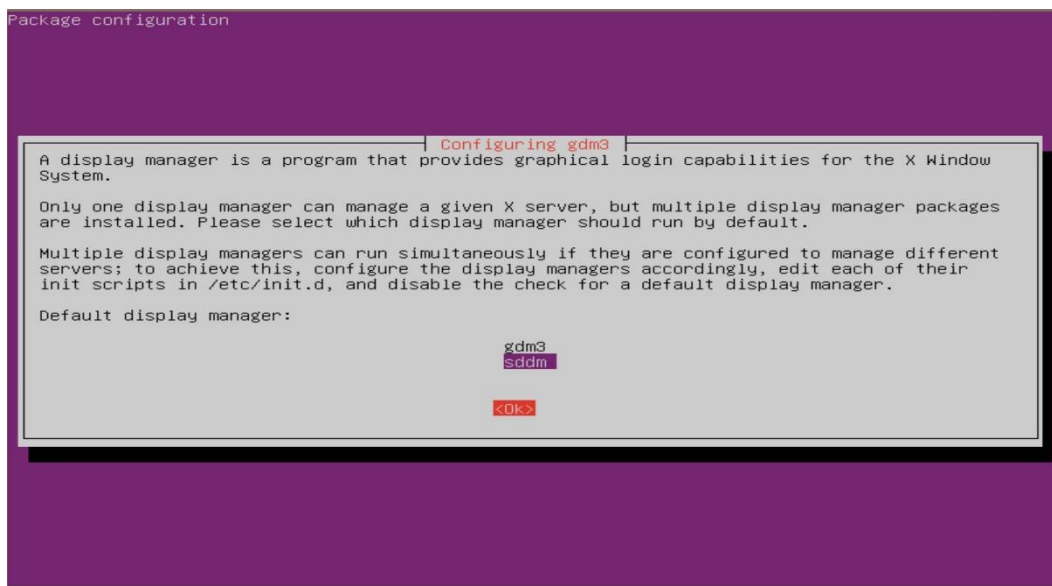 Package configuration
Configuring gdm3
A display manager is a program that provides graphical login capabilities for the X Window
System.
Only one display manager can manage a given X server, but multiple display manager packages
are installed. Please select which display manager should run by default.
Multiple display managers can run simultaneously if they are configured to manage different
servers; to achieve this, configure the display managers accordingly, edit each of their
init scripts in /etc/init.d, and disable the check for a default display manager.
Default display manager:
gdm3
sddm
<Ok>